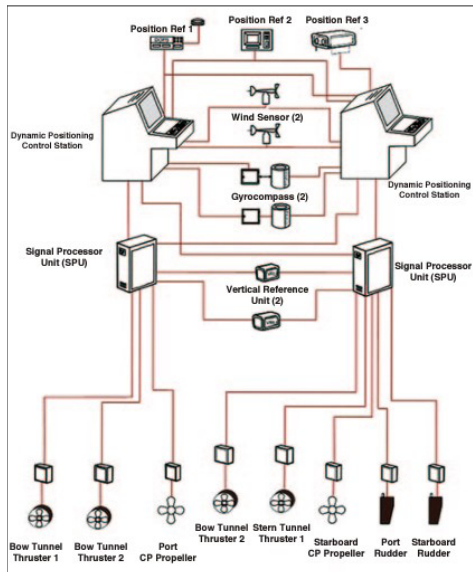 Position Ref 1
Position Ref 2
Position Ref 3
Wind Sensor (2)
Dynamic Positioning
Control Station
Gyrocompass (2)
Dynamic Positioning
Control Station
Signal Processor
Unit (SPU)
Vertical Reference
Unit (2)
Signal Processor
Unit (SPU)
Bow Tunnel
Thruster 1
Bow Tunnel
Thruster 2
Port
CP Propeller
Bow Tunnel
Thruster 2
Stern Tunnel
Thruster 1
Starboard
CP Propeller
Port
Rudder
Starboard
Rudder